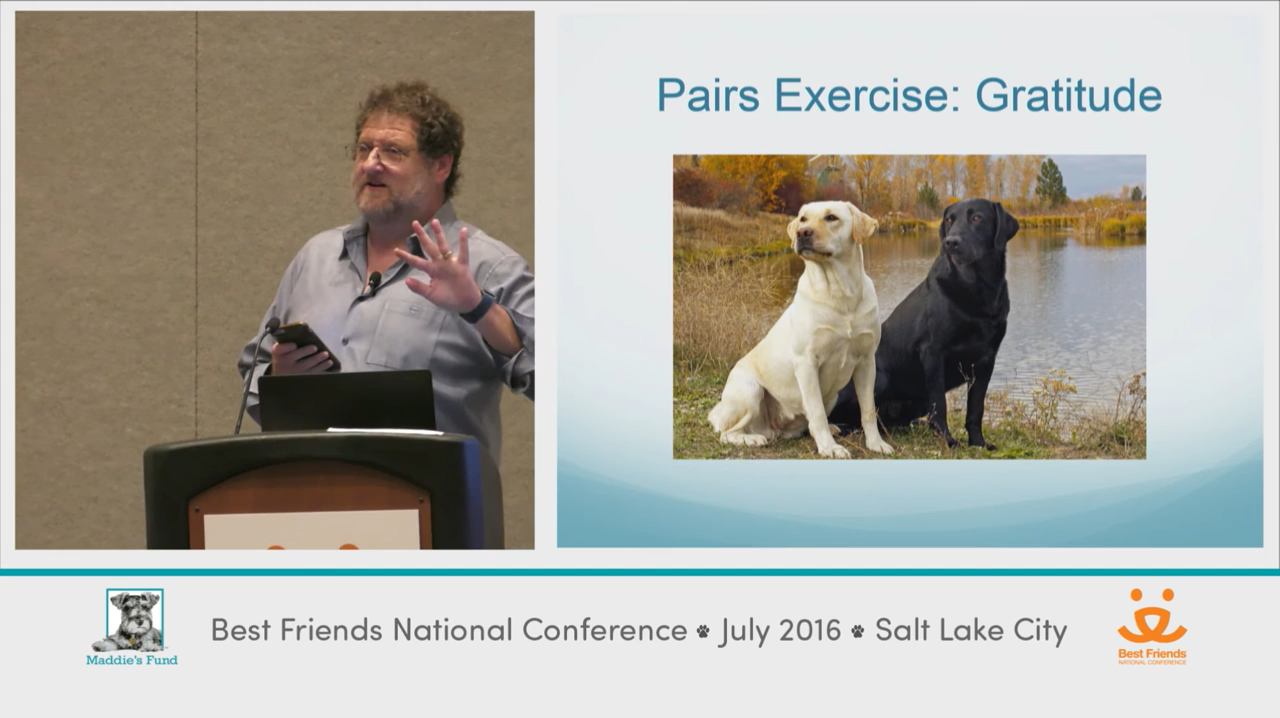 Pairs Exercise: Gratitude
Maddie's Fund
Best Friends National Conference July 2016 Salt Lake City
Best Friends
NATIONAL CONFERENCE